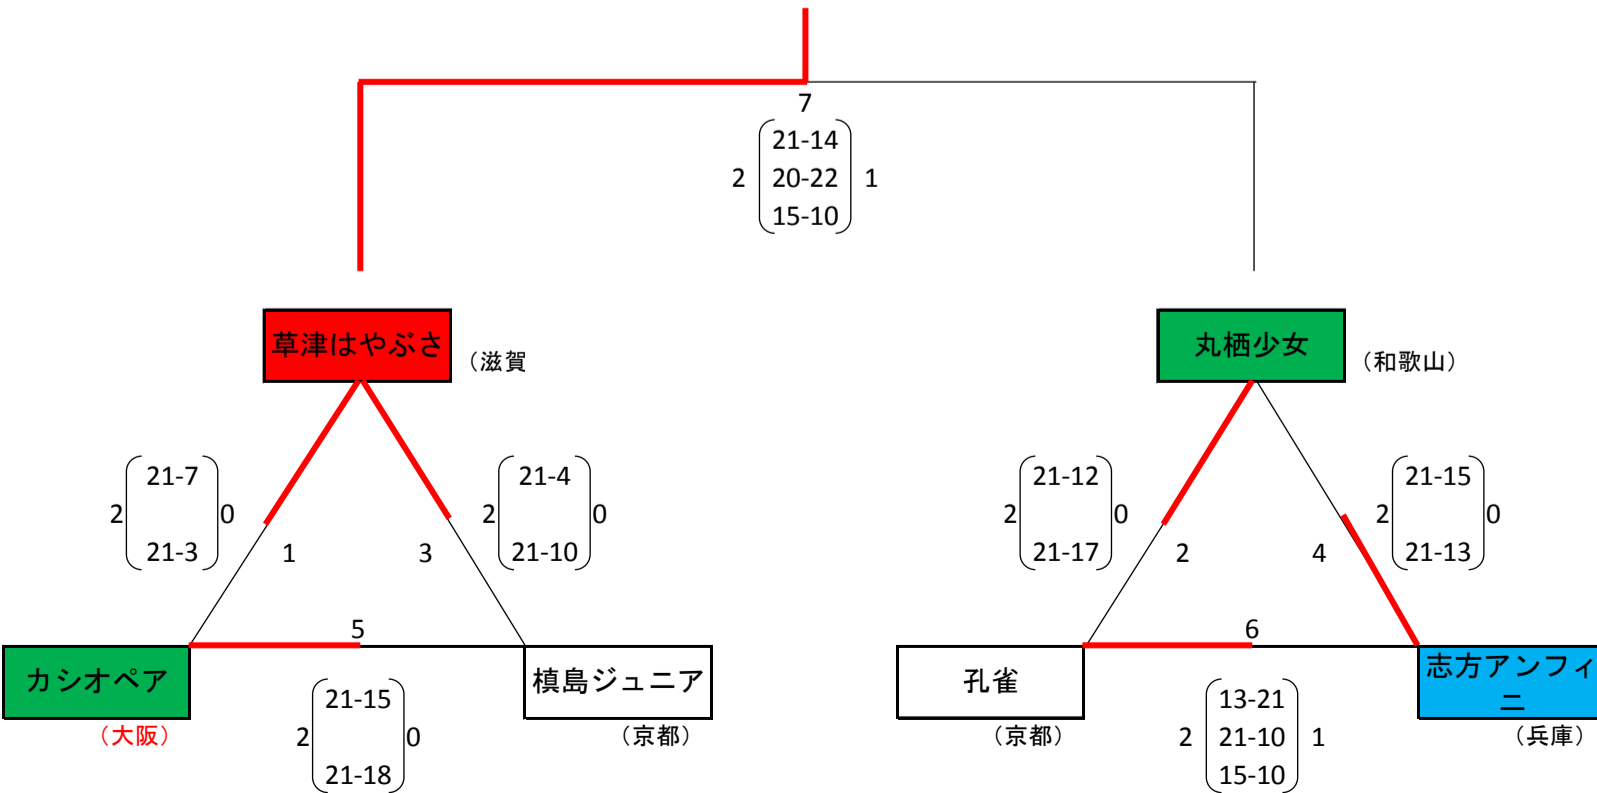 7
21-14
2 20-22 1
15-10
草津はやぶさ
（滋賀
丸栖少女
（和歌山）
21-7
2 0
21-3
1
21-4
2 0
21-10
3
21-12
2 0
21-17
2
21-15
2 0
21-13
4
5
6
カシオペア
（大阪）
槙島ジュニア
（京都）
21-15
2 0
21-18
孔雀
（京都）
志方アンフィ
ニ
（兵庫）
13-21
2 21-10 1
15-10